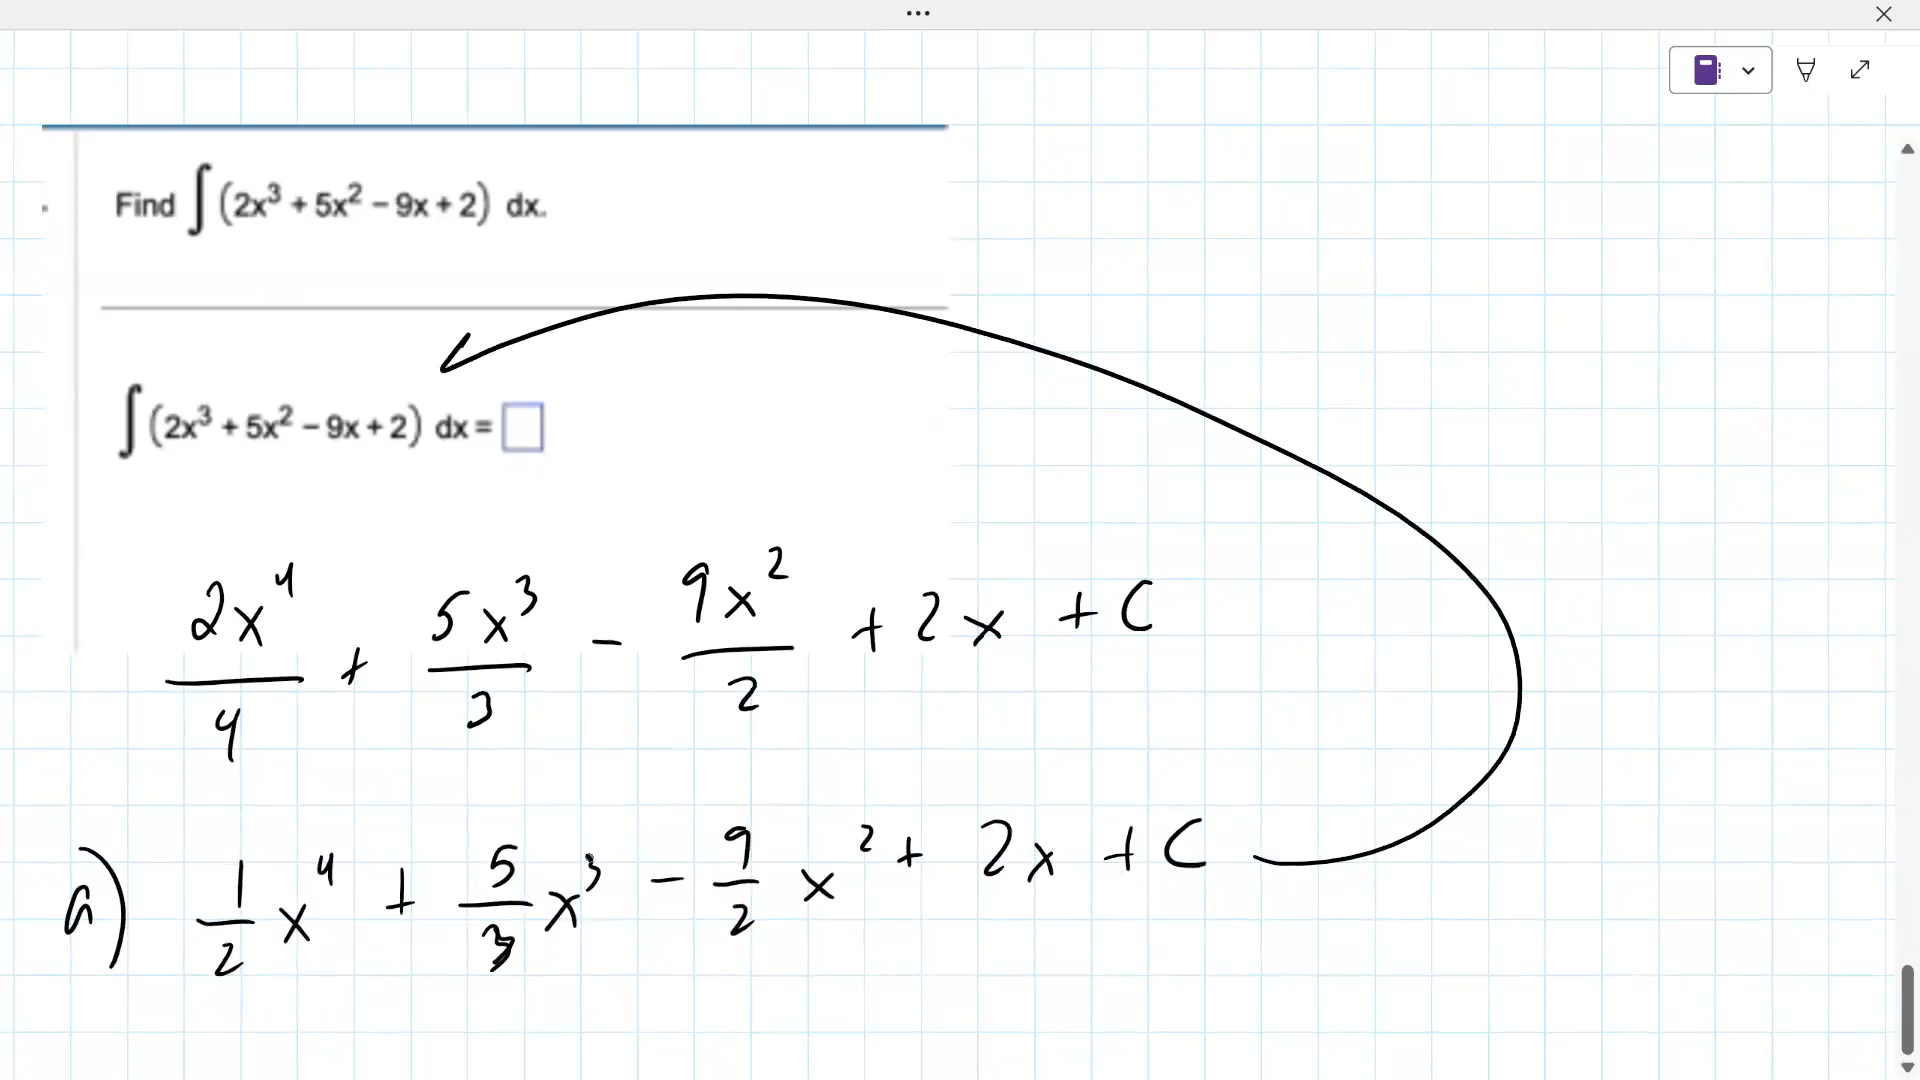 Find ∫(2x³ + 5x² − 9x + 2) dx.
∫(2x³ + 5x² − 9x + 2) dx =
2x⁴/4 + 5x³/3 − 9x²/2 + 2x + C
a) 1/2 x⁴ + 5/3 x³ − 9/2 x² + 2x + C